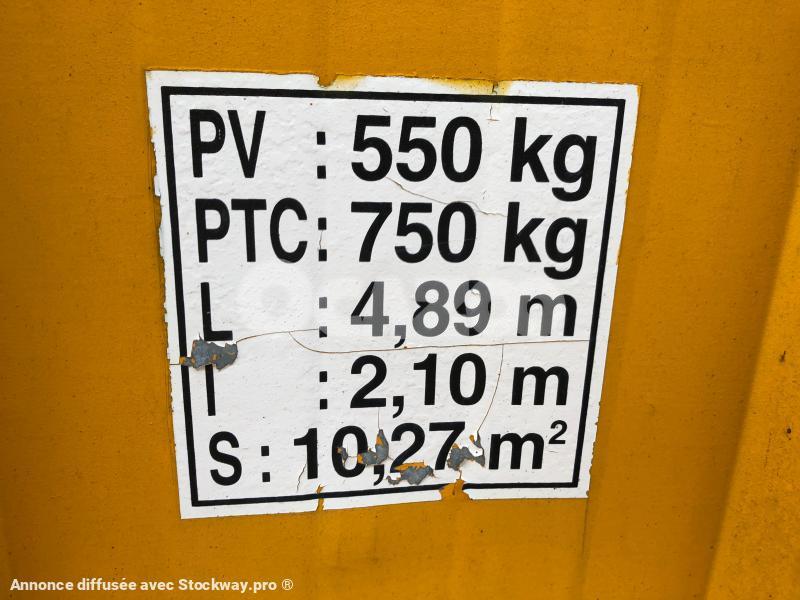 PV : 550 kg
PTC : 750 kg
L : 4,89 m
l : 2,10 m
S : 10,27 m²
Annonce diffusée avec Stockway.pro ®